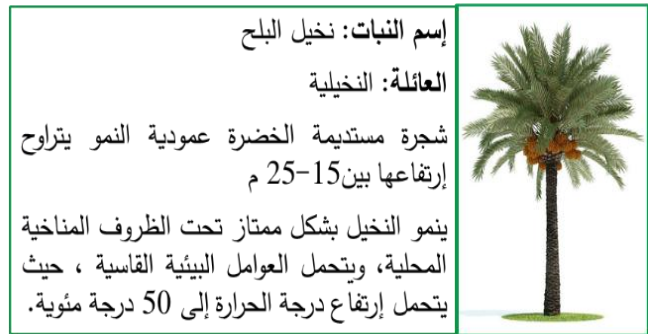 إسم النبات: نخيل البلح
العائلة: النخيلية
شجرة مستديمة الخضرة عمودية النمو يتراوح
إرتفاعها بين15-25 م
ينمو النخيل بشكل ممتاز تحت الظروف المناخية
المحلية، ويتحمل العوامل البيئية القاسية ، حيث
يتحمل إرتفاع درجة الحرارة إلى 50 درجة مئوية.